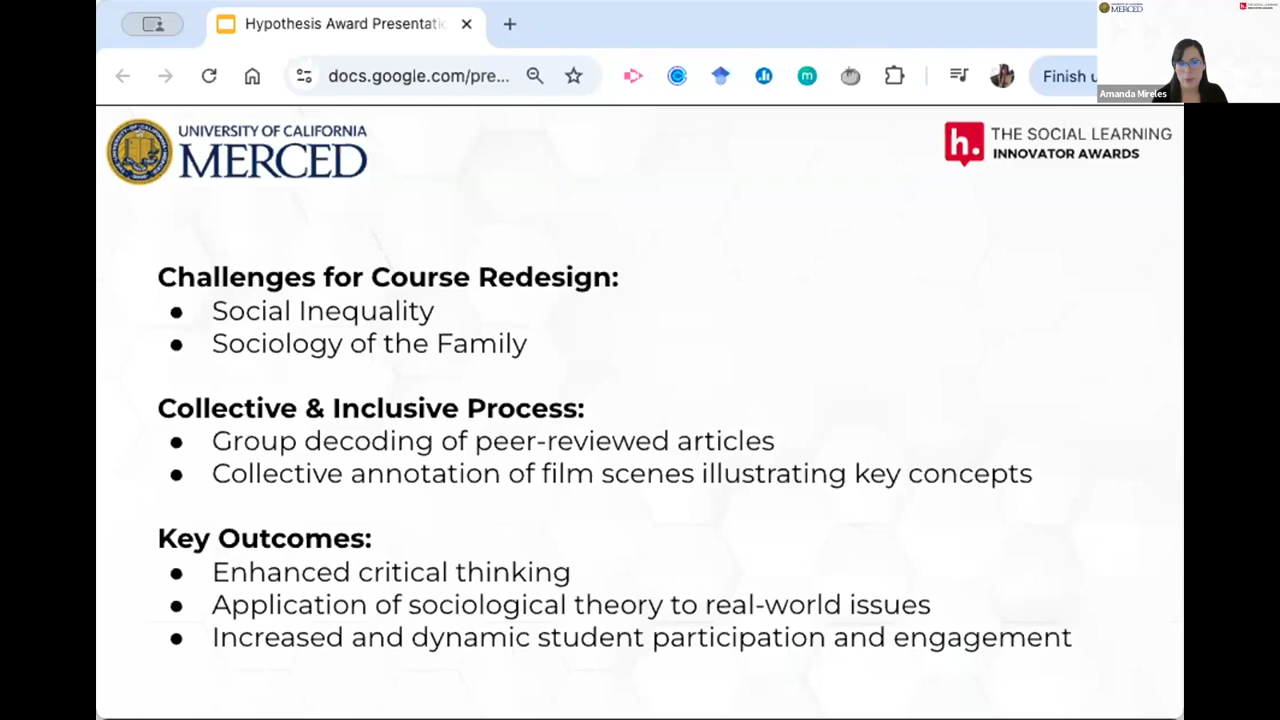 Hypothesis Award Presentati
docs.google.com/pre...
Finish u
Amanda Mireles
UNIVERSITY OF CALIFORNIA
MERCED
h.
THE SOCIAL LEARNING
INNOVATOR AWARDS
Challenges for Course Redesign:
● Social Inequality
● Sociology of the Family
Collective & Inclusive Process:
● Group decoding of peer-reviewed articles
● Collective annotation of film scenes illustrating key concepts
Key Outcomes:
● Enhanced critical thinking
● Application of sociological theory to real-world issues
● Increased and dynamic student participation and engagement